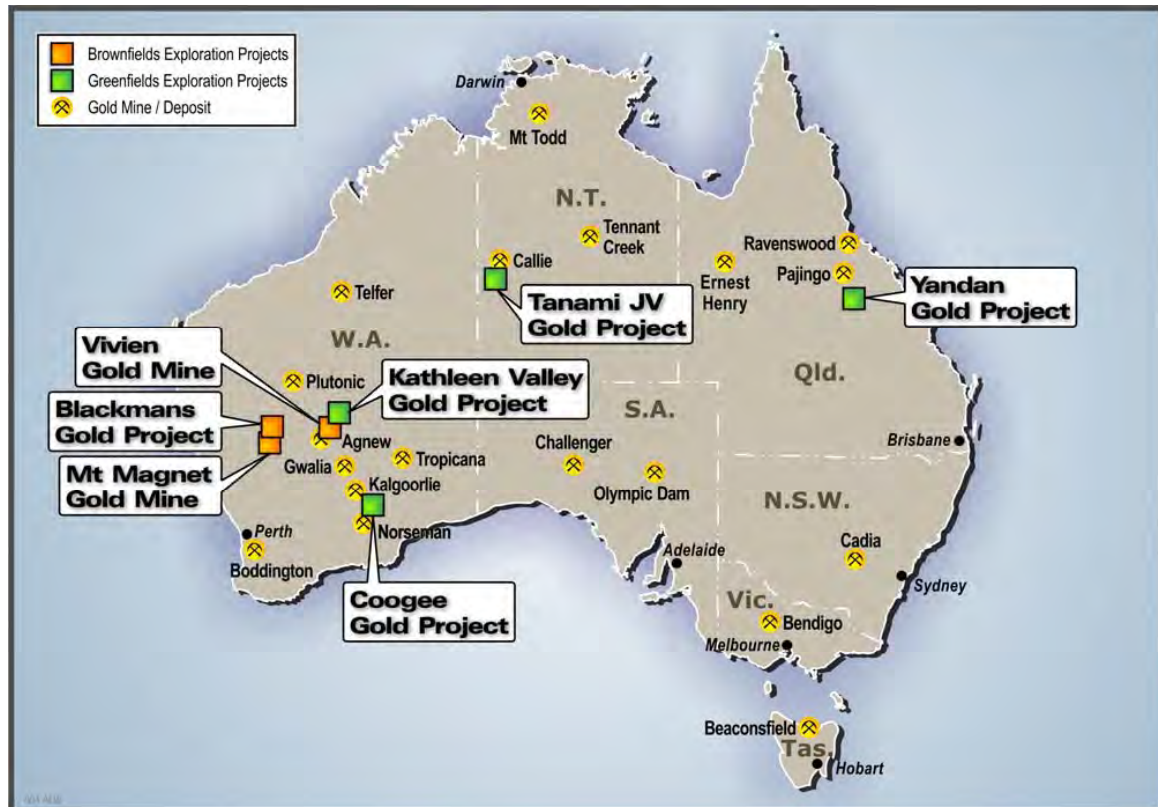 Brownfields Exploration Projects
Greenfields Exploration Projects
Gold Mine / Deposit
Darwin
Mt Todd
N.T.
Tennant
Creek
Callie
Tanami JV
Gold Project
Ravenswood
Pajingo
Ernest
Henry
Yandan
Gold Project
Telfer
W.A.
Vivien
Gold Mine
Plutonic
Kathleen Valley
Gold Project
Blackmans
Gold Project
Mt Magnet
Gold Mine
Agnew
Gwalia
Tropicana
Kalgoorlie
Norseman
Perth
Boddington
Coogee
Gold Project
S.A.
Challenger
Olympic Dam
Adelaide
Qld.
Brisbane
N.S.W.
Cadia
Sydney
Vic.
Bendigo
Melbourne
Beaconsfield
Tas.
Hobart